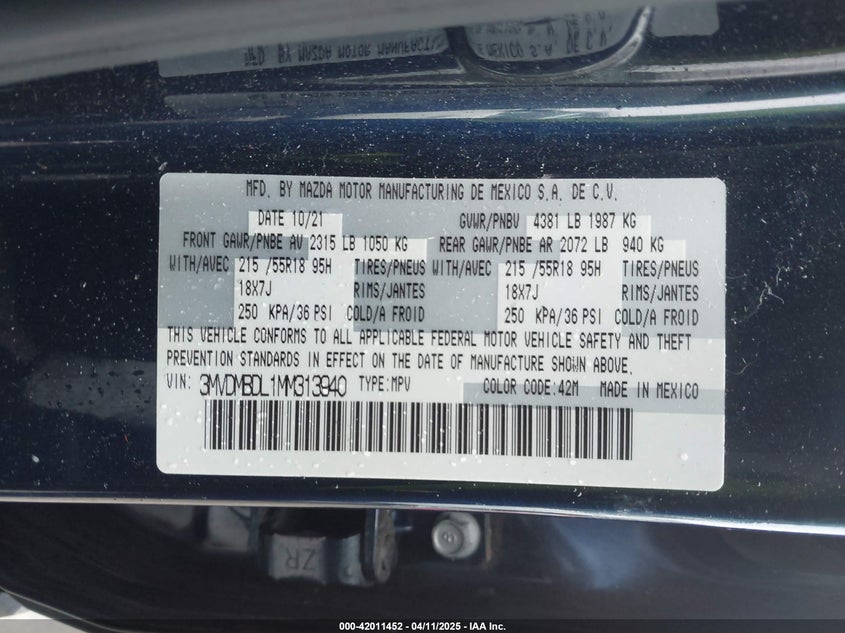 MFD. BY MAZDA MOTOR MANUFACTURING DE MEXICO S.A. DE C.V.
DATE 10/21 GVWR/PNBV 4381 LB 1987 KG
FRONT GAWR/PNBE AV 2315 LB 1050 KG REAR GAWR/PNBE AR 2072 LB 940 KG
WITH/AVEC 215 /55R18 95H TIRES/PNEUS WITH/AVEC 215 /55R18 95H TIRES/PNEUS
18X7J RIMS/JANTES 18X7J RIMS/JANTES
250 KPA/36 PSI COLD/A FROID 250 KPA/36 PSI COLD/A FROID
THIS VEHICLE CONFORMS TO ALL APPLICABLE FEDERAL MOTOR VEHICLE SAFETY AND THEFT
PREVENTION STANDARDS IN EFFECT ON THE DATE OF MANUFACTURE SHOWN ABOVE.
VIN: 3MVDMBDL1MM313940 TYPE:MPV COLOR CODE:42M MADE IN MEXICO
ZR
000-42011452 - 04/11/2025 - IAA Inc.